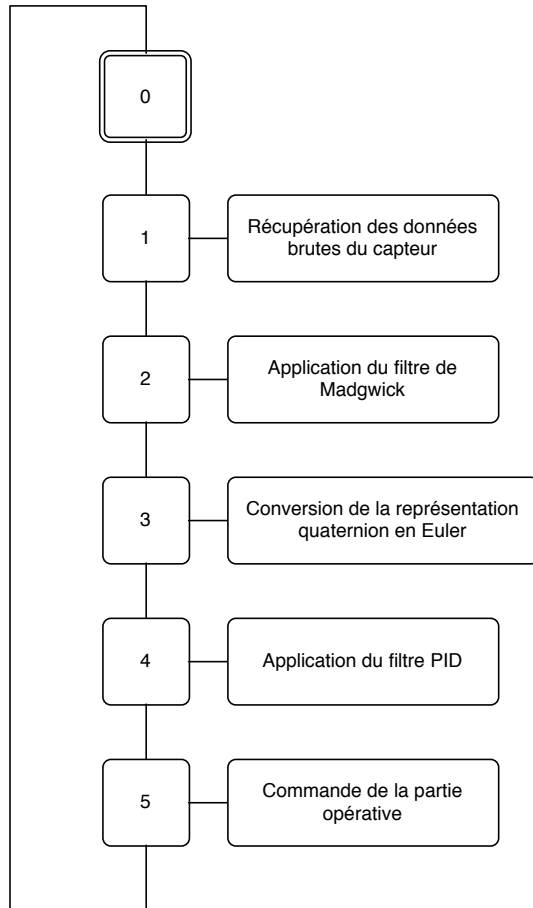 0
1
Récupération des données
brutes du capteur
2
Application du filtre de
Madgwick
3
Conversion de la représentation
quaternion en Euler
4
Application du filtre PID
5
Commande de la partie
opérative